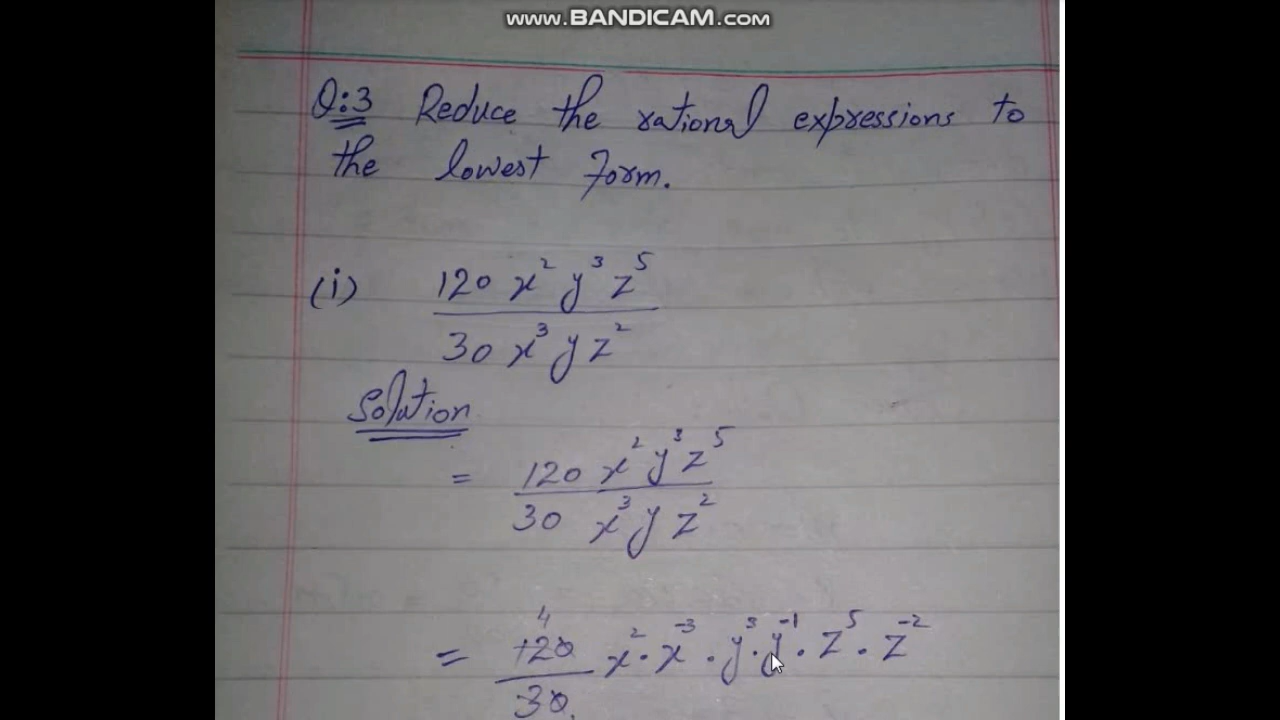 WWW.BANDICAM.COM
Q:3 Reduce the rational expressions to
the lowest form.
(i) 120 x² y³ z⁵
30 x³ y z²
Solution
= 120 x² y³ z⁵
30 x³ y z²
4
= 120 x² · x⁻³ · y³ · y⁻¹ · z⁵ · z⁻²
30